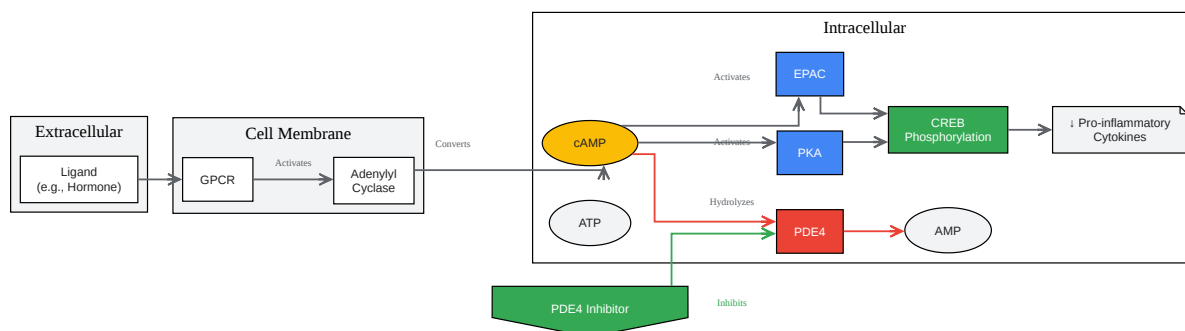 Intracellular
EPAC
Activates
Extracellular
Cell Membrane
CREB
Phosphorylation
↓ Pro-inflammatory
Cytokines
cAMP
Converts
Activates
PKA
Ligand
(e.g., Hormone)
GPCR
Activates
Adenylyl
Cyclase
Hydrolyzes
ATP
PDE4
AMP
PDE4 Inhibitor
Inhibits